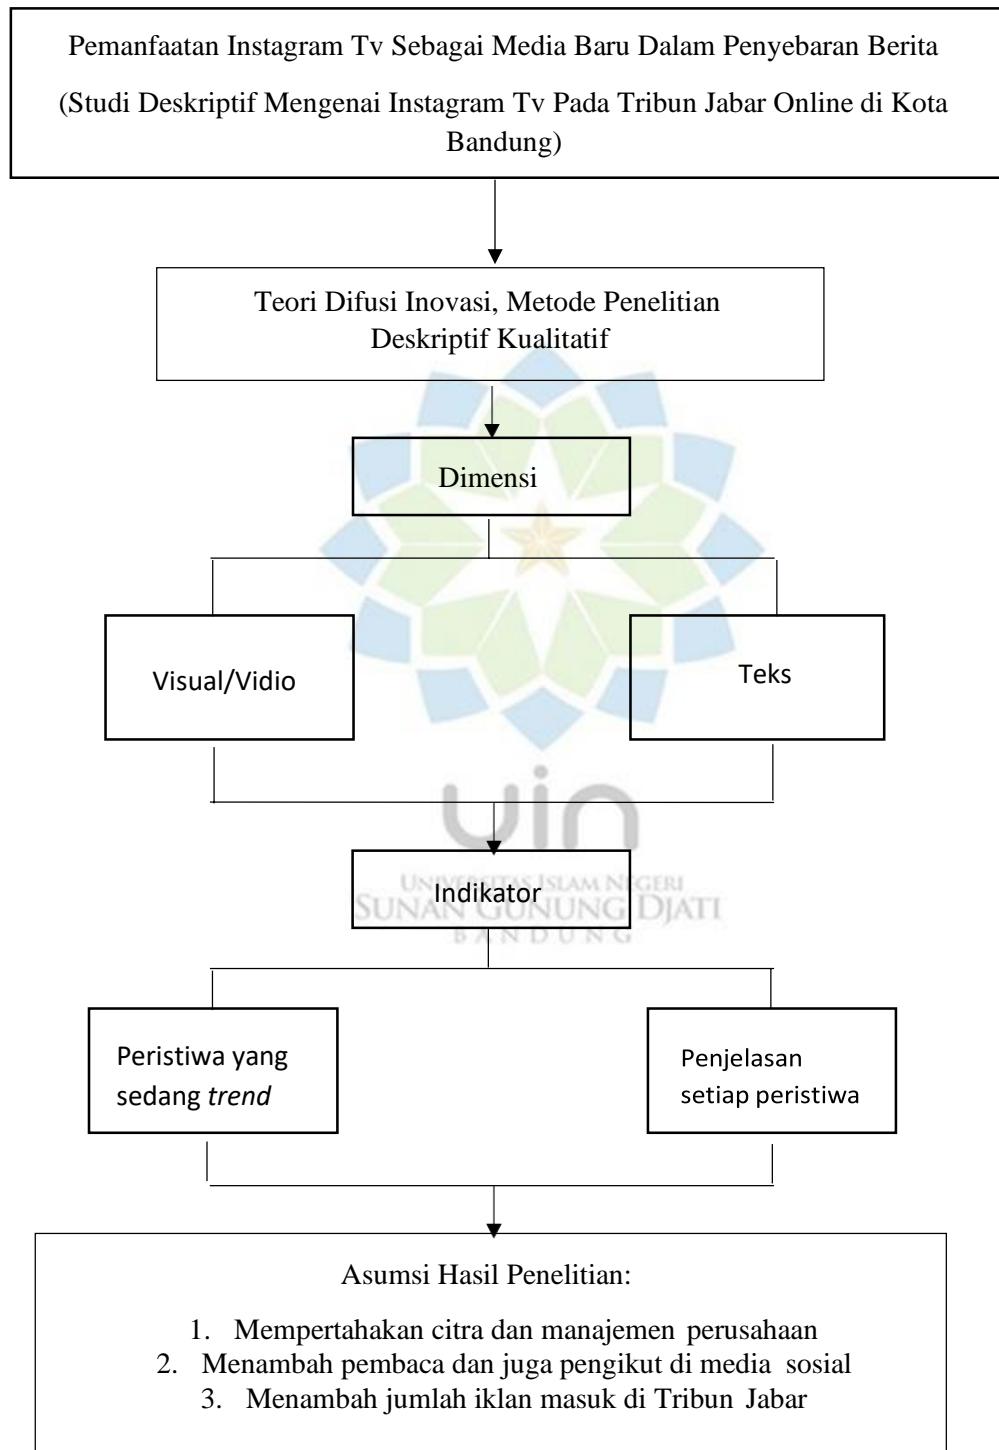 Pemanfaatan Instagram Tv Sebagai Media Baru Dalam Penyebaran Berita
(Studi Deskriptif Mengenai Instagram Tv Pada Tribun Jabar Online di Kota
Bandung)
Teori Difusi Inovasi, Metode Penelitian
Deskriptif Kualitatif
Dimensi
Visual/Vidio
Teks
uin
Indikator
UNIVERSITAS ISLAM NEGERI
SUNAN GUNUNG DJATI
BANDUNG
Peristiwa yang
sedang trend
Penjelasan
setiap peristiwa
Asumsi Hasil Penelitian:
1. Mempertahakan citra dan manajemen perusahaan
2. Menambah pembaca dan juga pengikut di media sosial
3. Menambah jumlah iklan masuk di Tribun Jabar